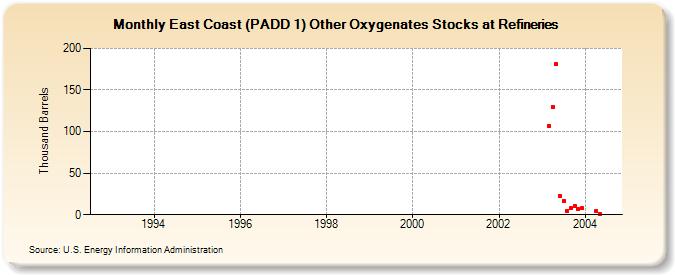 Monthly East Coast (PADD 1) Other Oxygenates Stocks at Refineries
Thousand Barrels
200
150
100
50
0
1994 1996 1998 2000 2002 2004
Source: U.S. Energy Information Administration